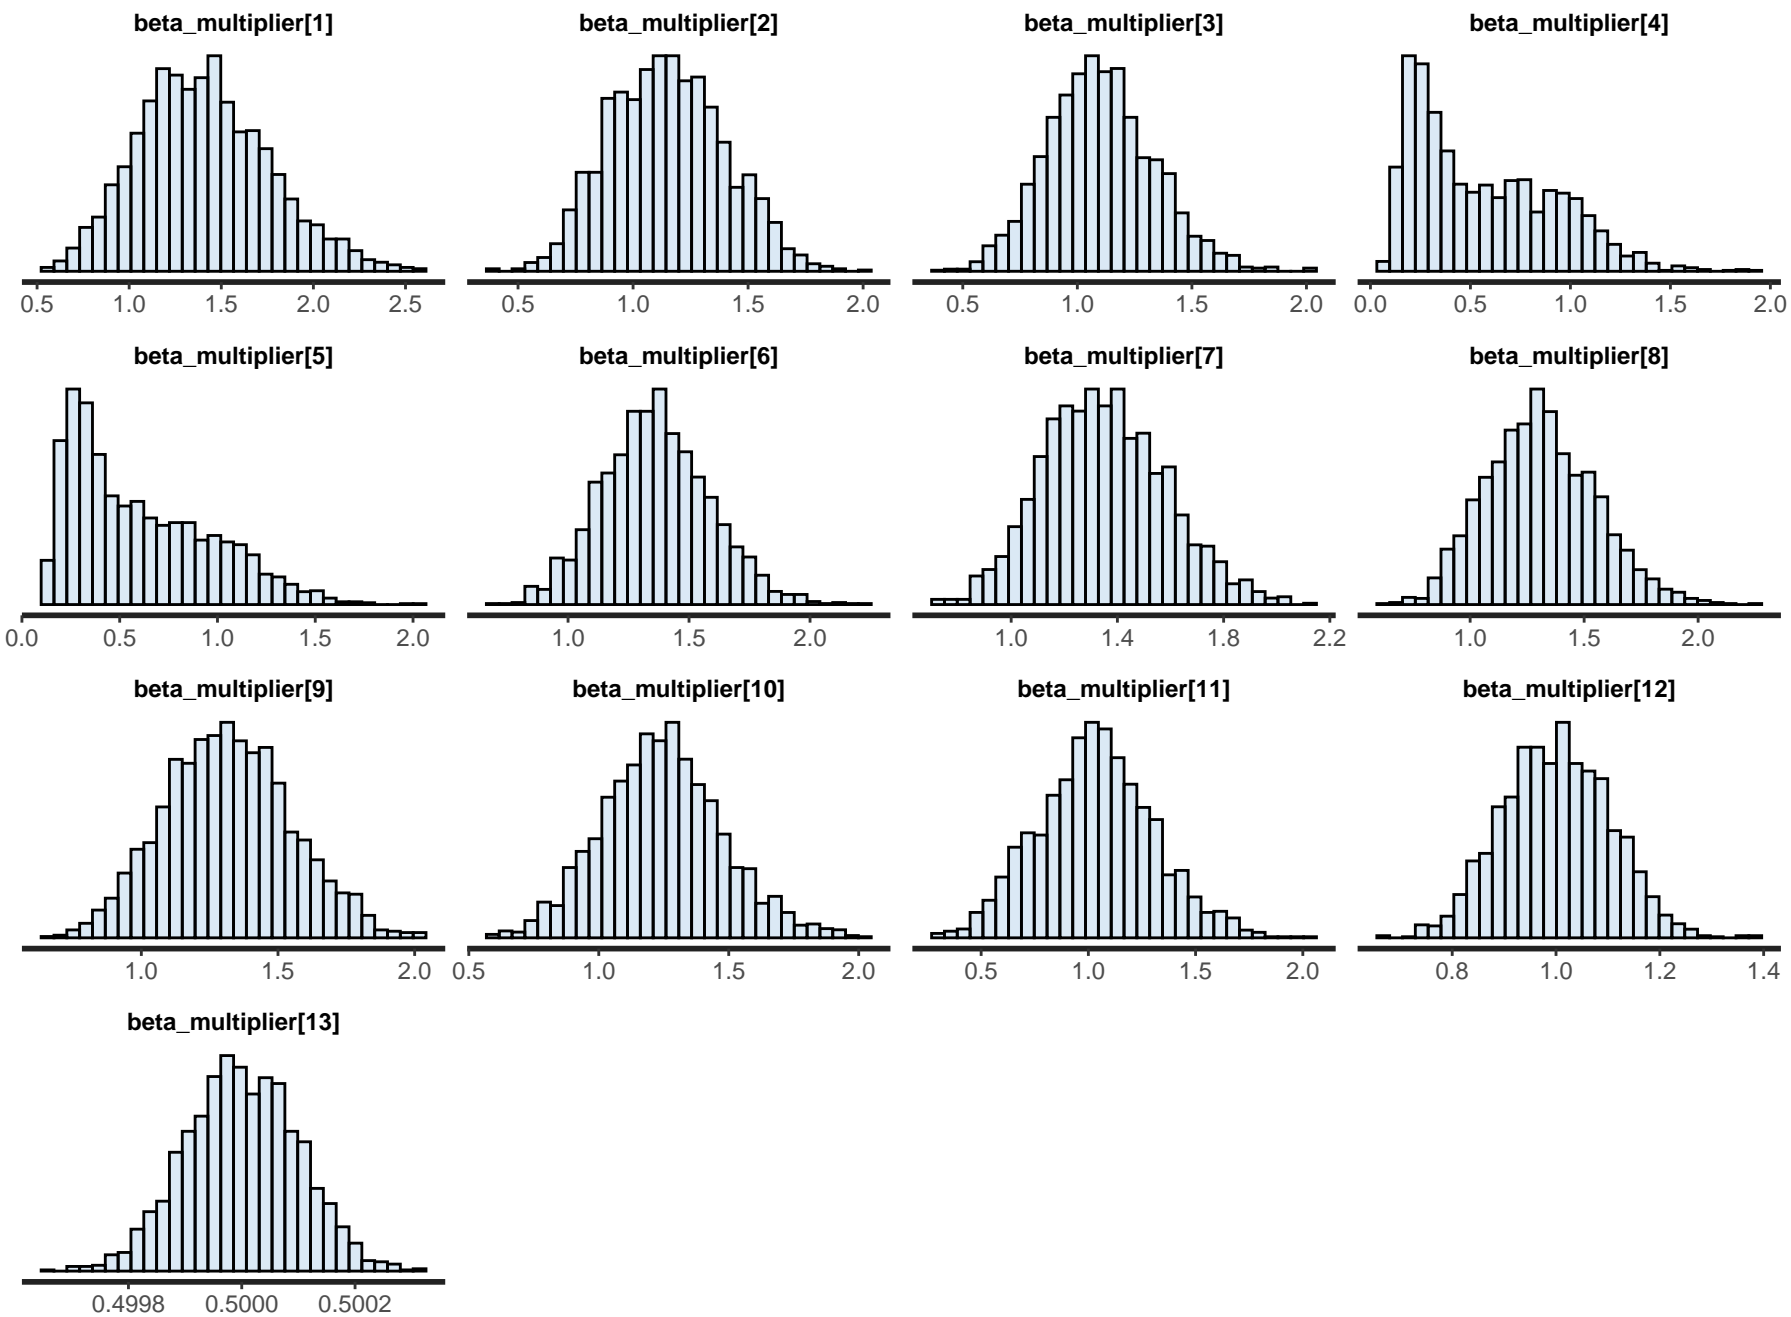 beta_multiplier[1] beta_multiplier[2] beta_multiplier[3] beta_multiplier[4]
0.5 1.0 1.5 2.0 2.5 0.5 1.0 1.5 2.0 0.5 1.0 1.5 2.0 0.0 0.5 1.0 1.5 2.0
beta_multiplier[5] beta_multiplier[6] beta_multiplier[7] beta_multiplier[8]
0.0 0.5 1.0 1.5 2.0 1.0 1.5 2.0 1.0 1.4 1.8 2.2 1.0 1.5 2.0
beta_multiplier[9] beta_multiplier[10] beta_multiplier[11] beta_multiplier[12]
1.0 1.5 2.0 0.5 1.0 1.5 2.0 0.5 1.0 1.5 2.0 0.8 1.0 1.2 1.4
beta_multiplier[13]
0.4998 0.5000 0.5002